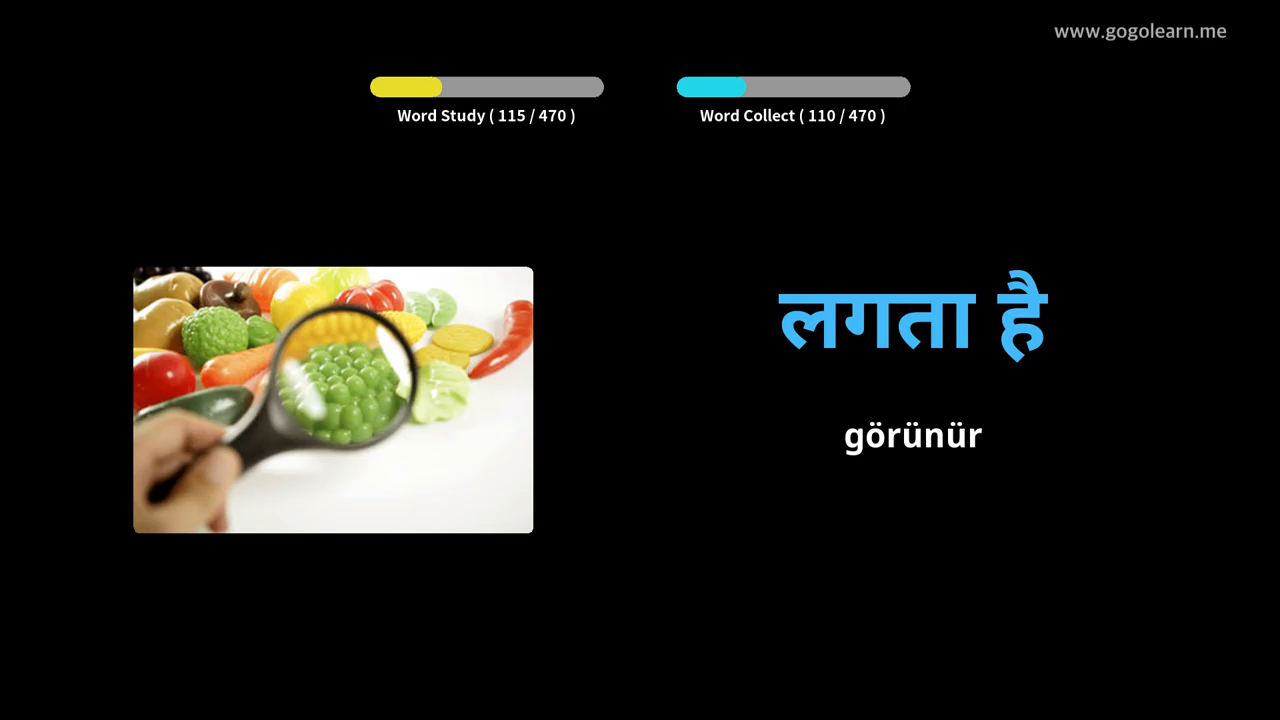 www.gogolearn.me
Word Study ( 115 / 470 )
Word Collect ( 110 / 470 )
लगता है
görünür